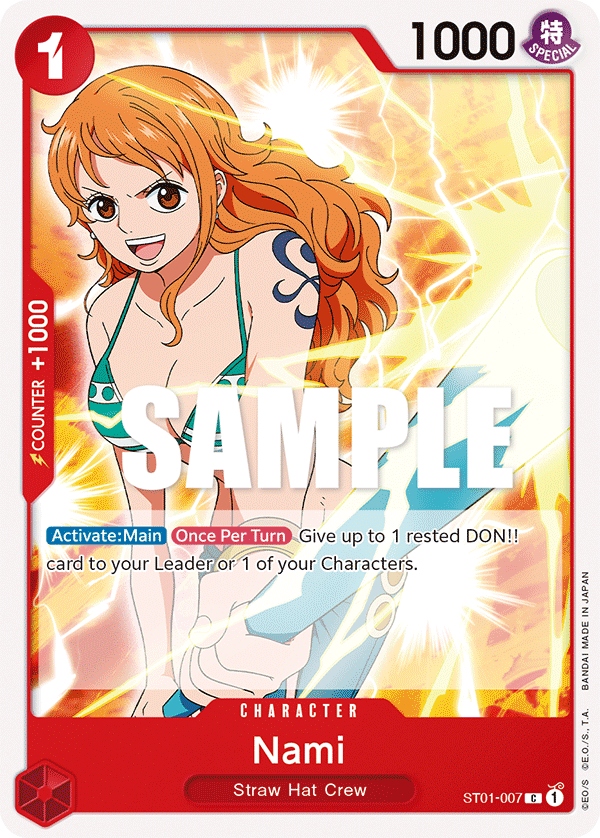 1
1000
特
SPECIAL
COUNTER +1000
SAMPLE
Activate:Main Once Per Turn Give up to 1 rested DON!!
card to your Leader or 1 of your Characters.
CHARACTER
Nami
Straw Hat Crew
ST01-007 C 1
©EO/S ©E.O./S., T.A. BANDAI MADE IN JAPAN